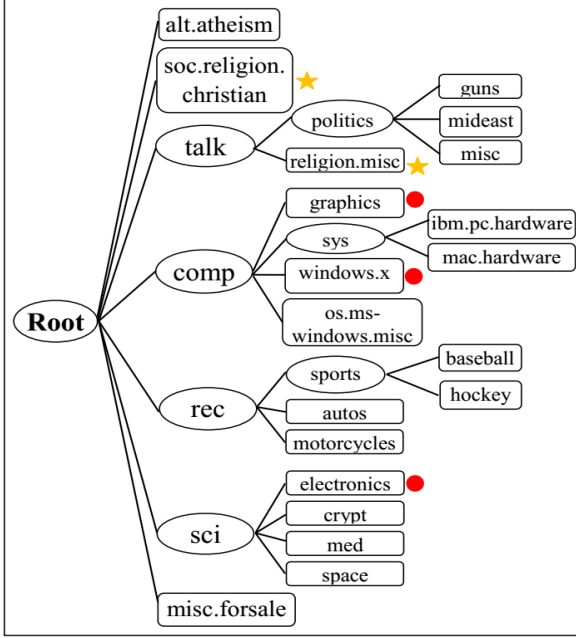 alt.atheism
soc.religion.
christian
guns
politics
mideast
talk
misc
religion.misc
graphics
ibm.pc.hardware
sys
mac.hardware
comp
windows.x
os.ms-
windows.misc
Root
baseball
sports
hockey
rec
autos
motorcycles
electronics
crypt
sci
med
space
misc.forsale